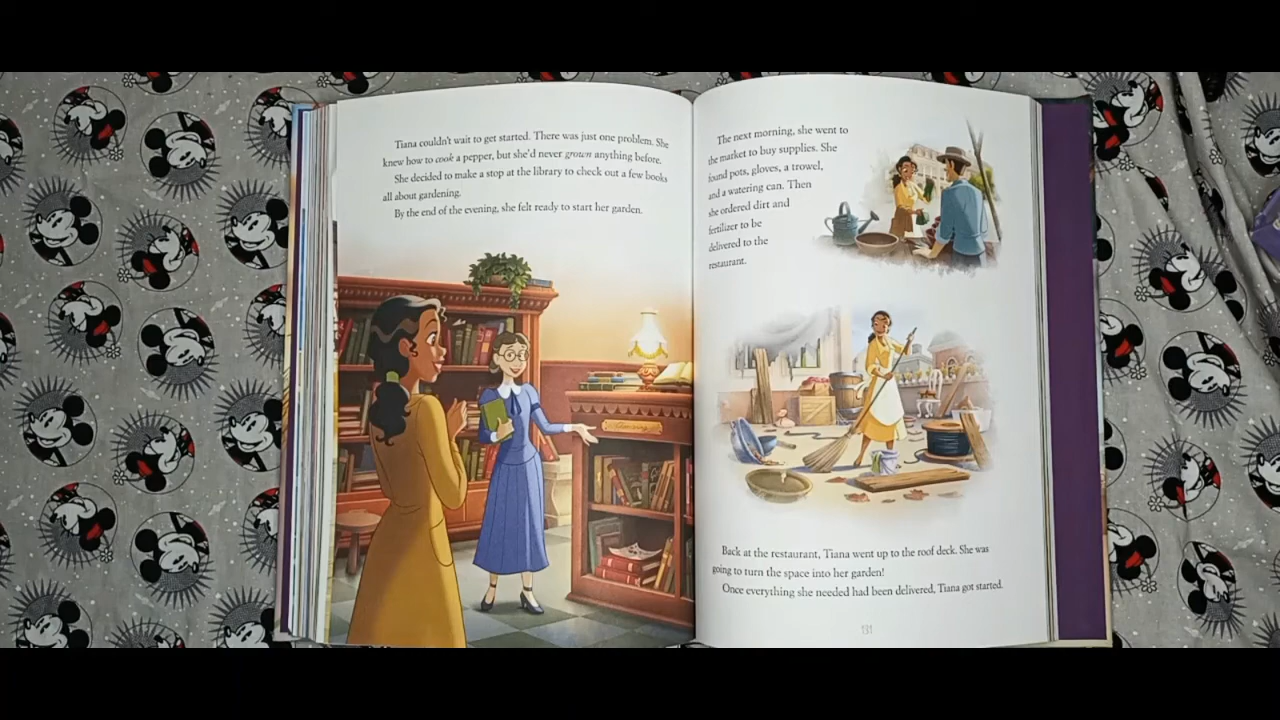 Tiana couldn't wait to get started. There was just one problem. She
knew how to cook a pepper, but she'd never grown anything before.
She decided to make a stop at the library to check out a few books
all about gardening.
By the end of the evening, she felt ready to start her garden.
The next morning, she went to
the market to buy supplies. She
found pots, gloves, a trowel,
and a watering can. Then
she ordered dirt and
fertilizer to be
delivered to the
restaurant.
Back at the restaurant, Tiana went up to the roof deck. She was
going to turn the space into her garden!
Once everything she needed had been delivered, Tiana got started.
131